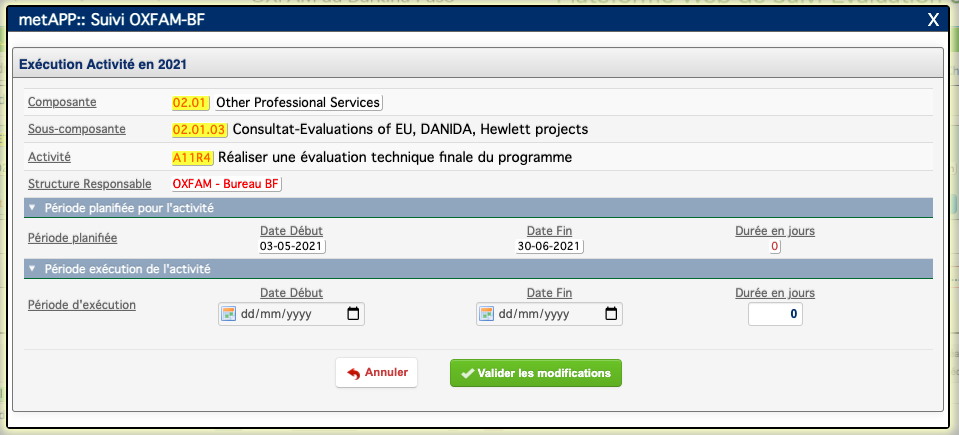 metAPP:: Suivi OXFAM-BF X
Exécution Activité en 2021
Composante 02.01 Other Professional Services
Sous-composante 02.01.03 Consultat-Evaluations of EU, DANIDA, Hewlett projects
Activité A11R4 Réaliser une évaluation technique finale du programme
Structure Responsable OXFAM - Bureau BF
Période planifiée pour l'activité
Date Début Date Fin Durée en jours
Période planifiée 03-05-2021 30-06-2021 0
Période exécution de l'activité
Date Début Date Fin Durée en jours
Période d'exécution dd/mm/yyyy dd/mm/yyyy 0
Annuler Valider les modifications